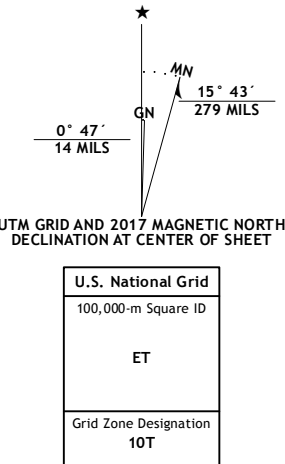 MN
15° 43´
279 MILS
GN
0° 47´
14 MILS
UTM GRID AND 2017 MAGNETIC NORTH
DECLINATION AT CENTER OF SHEET
U.S. National Grid
100,000-m Square ID
ET
Grid Zone Designation
10T